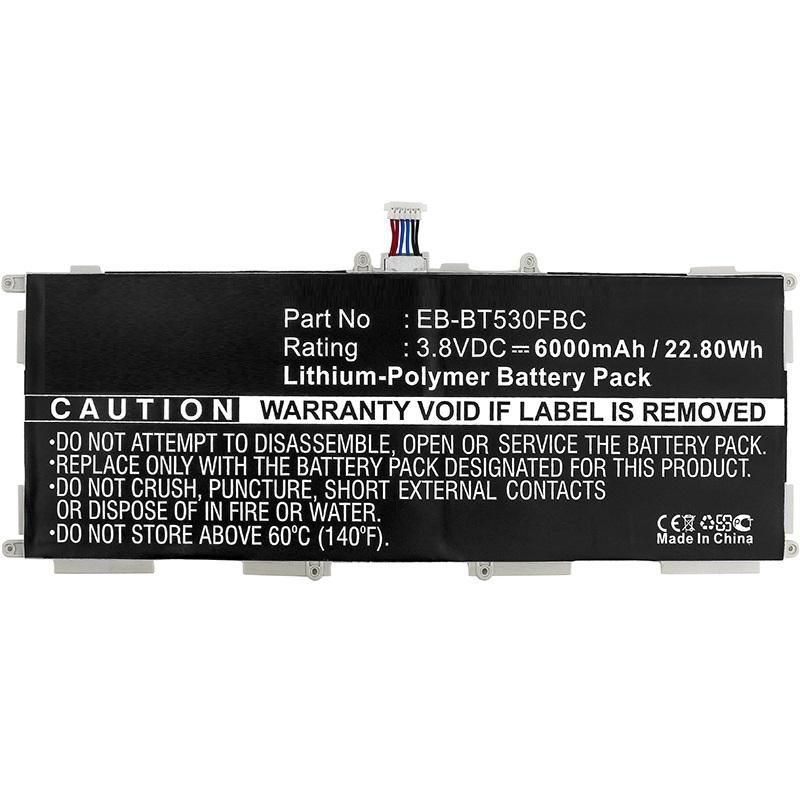 Part No : EB-BT530FBC
Rating : 3.8VDC⎓6000mAh / 22.80Wh
Lithium-Polymer Battery Pack
CAUTION WARRANTY VOID IF LABEL IS REMOVED
•DO NOT ATTEMPT TO DISASSEMBLE, OPEN OR SERVICE THE BATTERY PACK.
•REPLACE ONLY WITH THE BATTERY PACK DESIGNATED FOR THIS PRODUCT.
•DO NOT CRUSH, PUNCTURE, SHORT EXTERNAL CONTACTS
OR DISPOSE OF IN FIRE OR WATER.
•DO NOT STORE ABOVE 60ºC (140ºF).
CE
Made In China